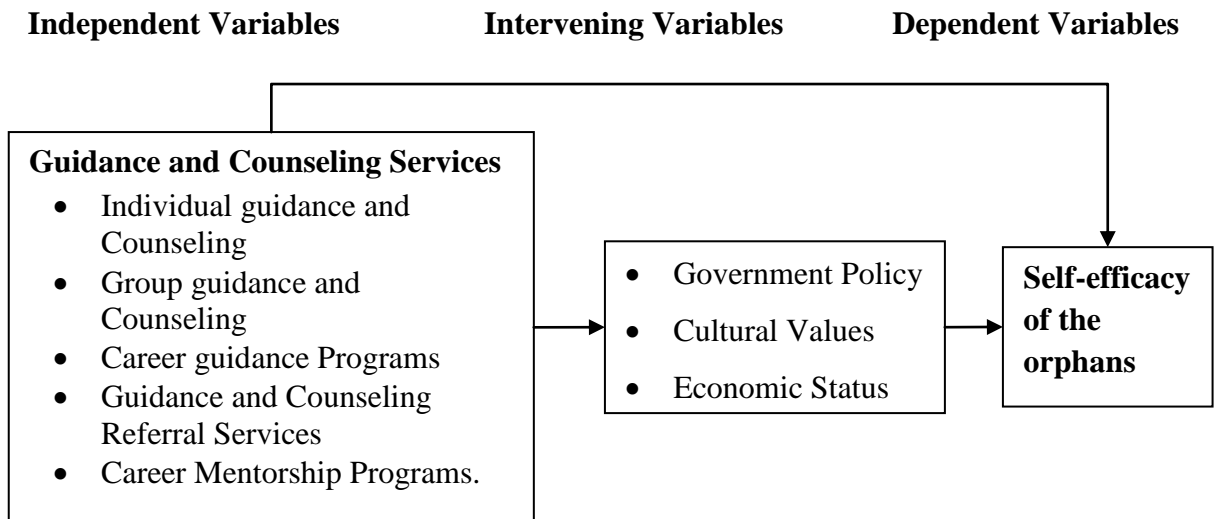 Independent Variables
Intervening Variables
Dependent Variables
Guidance and Counseling Services
• Individual guidance and
Counseling
• Group guidance and
Counseling
• Career guidance Programs
• Guidance and Counseling
Referral Services
• Career Mentorship Programs.
• Government Policy
• Cultural Values
• Economic Status
Self-efficacy
of the
orphans